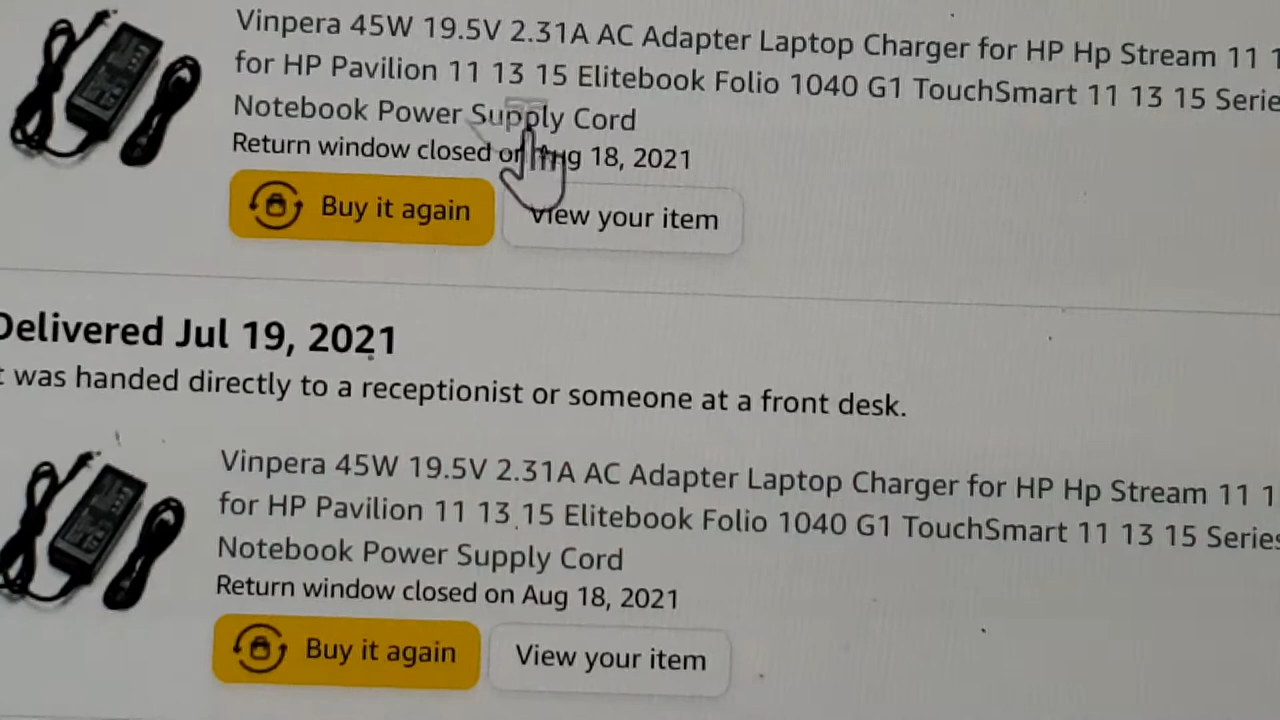 Vinpera 45W 19.5V 2.31A AC Adapter Laptop Charger for HP Hp Stream 11
for HP Pavilion 11 13 15 Elitebook Folio 1040 G1 TouchSmart 11 13 15 Serie
Notebook Power Supply Cord
Return window closed on Aug 18, 2021
Buy it again
View your item
Delivered Jul 19, 2021
t was handed directly to a receptionist or someone at a front desk.
Vinpera 45W 19.5V 2.31A AC Adapter Laptop Charger for HP Hp Stream 11 1
for HP Pavilion 11 13 15 Elitebook Folio 1040 G1 TouchSmart 11 13 15 Series
Notebook Power Supply Cord
Return window closed on Aug 18, 2021
Buy it again
View your item